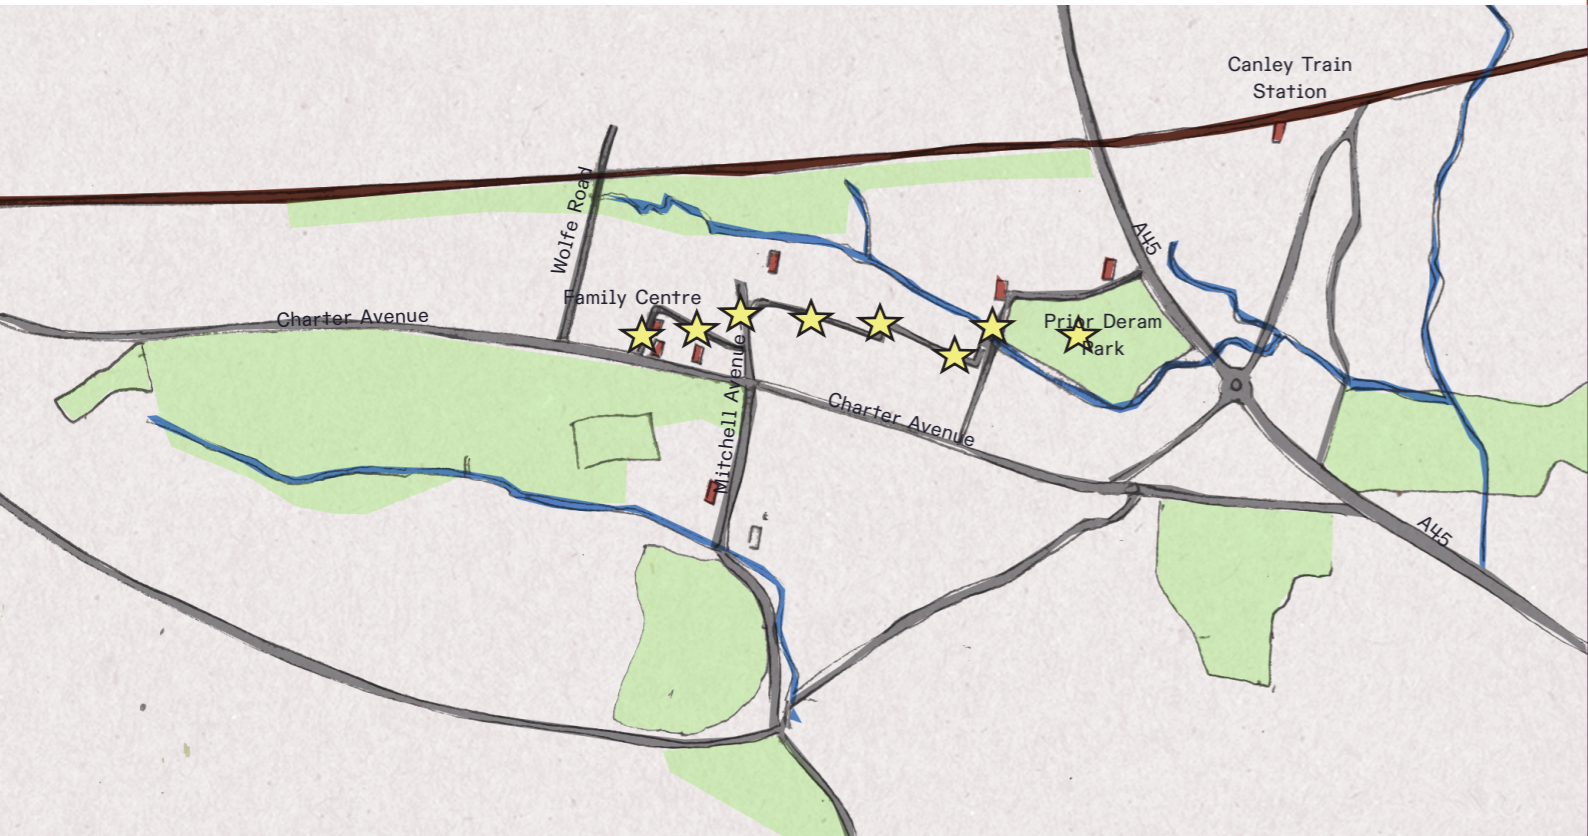 Canley Train
Station
Wolfe Road
A45
Family Centre
Charter Avenue
Prior Deram
Park
Mitchell Avenue
Charter Avenue
A45